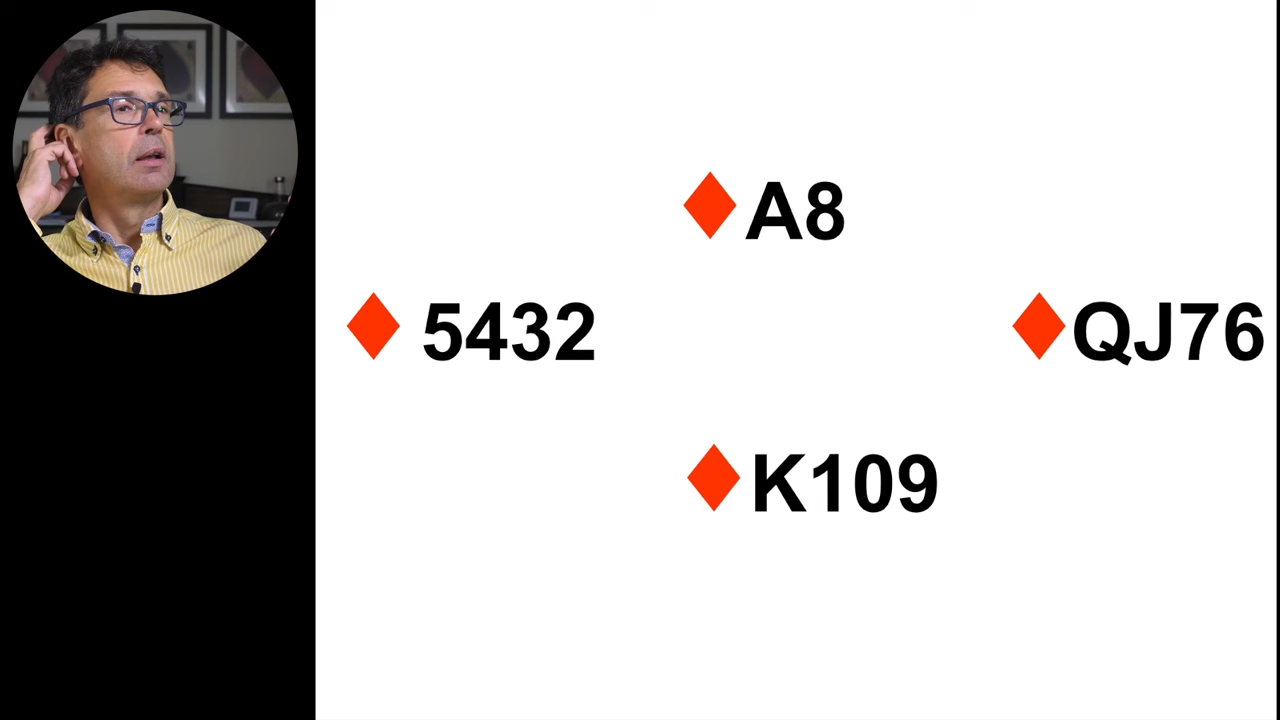 ♦ A8
♦ 5432
♦ QJ76
♦ K109